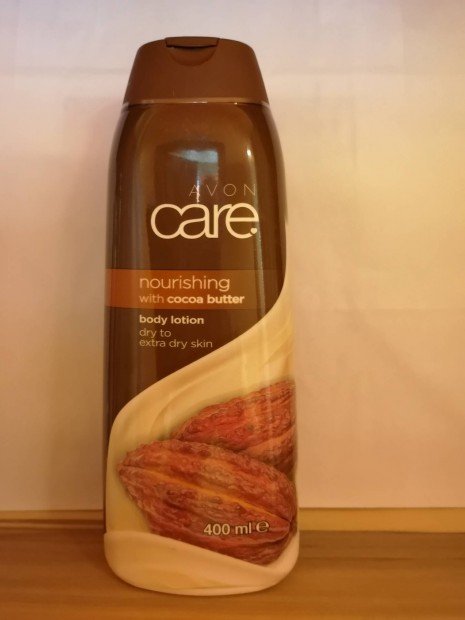 AVON
care
nourishing
with cocoa butter
body lotion
dry to
extra dry skin
400 ml ℮